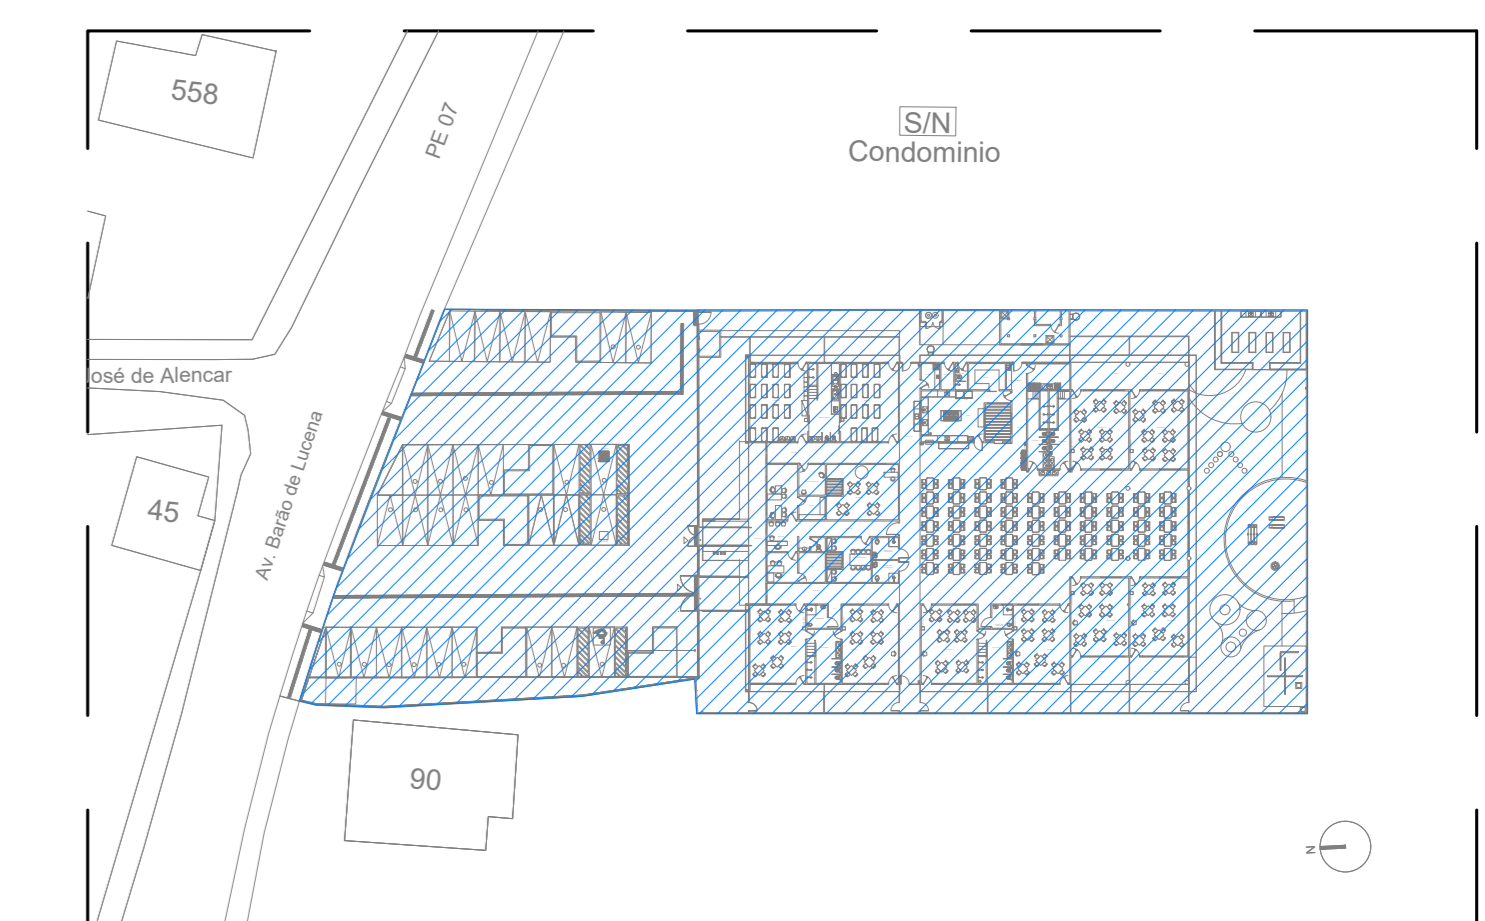 558
PE 07
S/N
Condominio
osé de Alencar
Av. Barão de Lucena
45
90
N